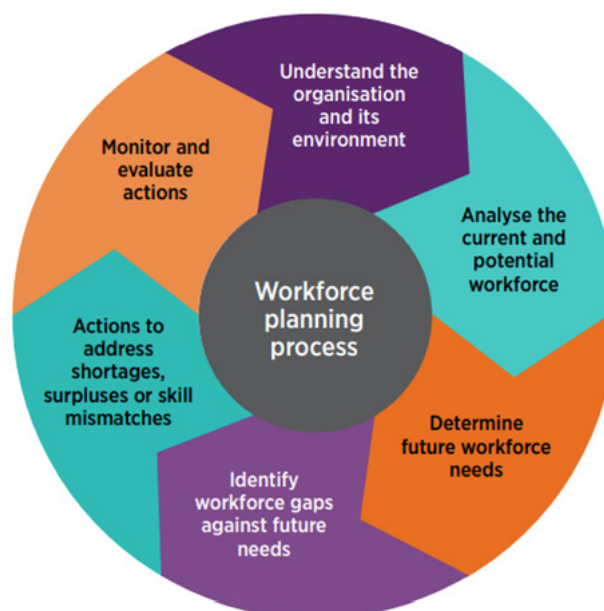 Understand the
organisation
and its
environment
Analyse the
current and
potential
workforce
Determine
future workforce
needs
Identify
workforce gaps
against future
needs
Actions to
address
shortages,
surpluses or skill
mismatches
Monitor and
evaluate
actions
Workforce
planning
process